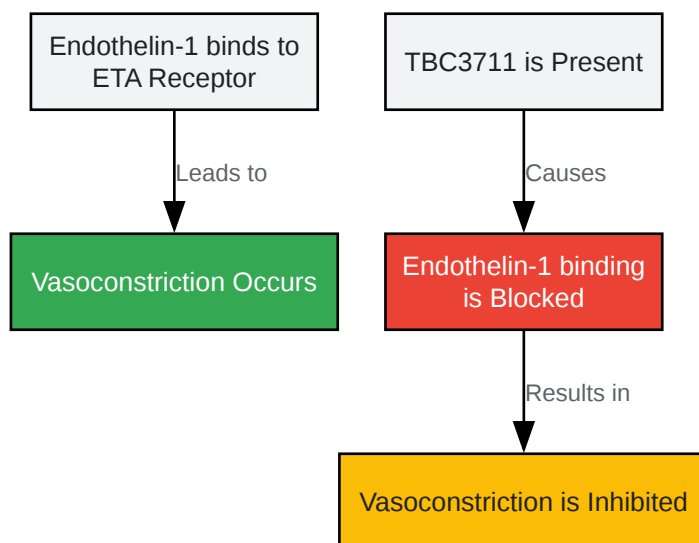 Endothelin-1 binds to
ETA Receptor
TBC3711 is Present
Leads to
Causes
Vasoconstriction Occurs
Endothelin-1 binding
is Blocked
Results in
Vasoconstriction is Inhibited